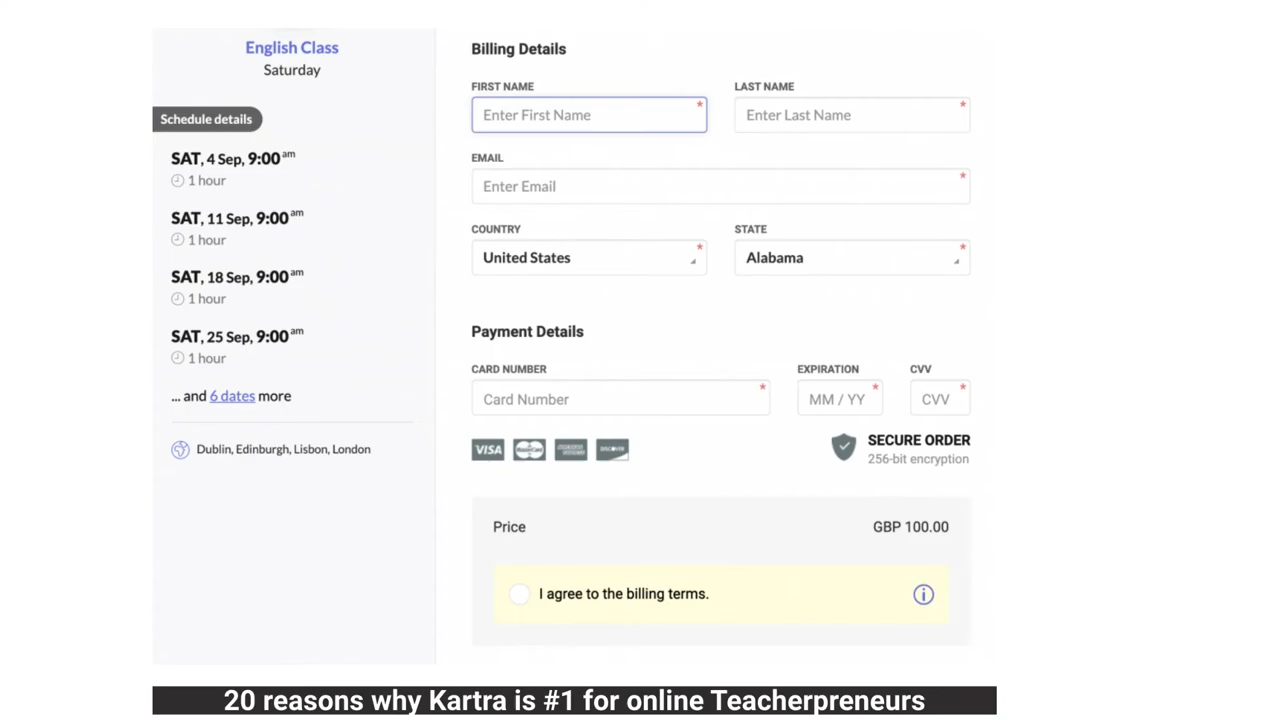 English Class
Saturday
Schedule details
SAT, 4 Sep, 9:00 am
1 hour
SAT, 11 Sep, 9:00 am
1 hour
SAT, 18 Sep, 9:00 am
1 hour
SAT, 25 Sep, 9:00 am
1 hour
... and 6 dates more
Dublin, Edinburgh, Lisbon, London
Billing Details
FIRST NAME LAST NAME
Enter First Name * Enter Last Name *
EMAIL
Enter Email *
COUNTRY STATE
United States * Alabama *
Payment Details
CARD NUMBER EXPIRATION CVV
Card Number * MM / YY * CVV *
VISA MasterCard DISCOVER
SECURE ORDER
256-bit encryption
Price GBP 100.00
I agree to the billing terms.
20 reasons why Kartra is #1 for online Teacherpreneurs